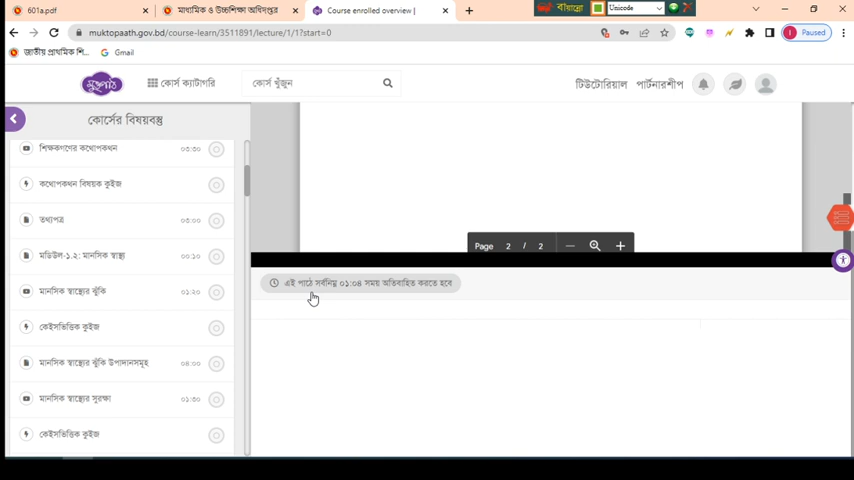 601a.pdf
মাধ্যমিক ও উচ্চশিক্ষা অধিদপ্তর
Course enrolled overview |
বায়ান্নো
Unicode
muktopaath.gov.bd/course-learn/3511891/lecture/1/1?start=0
Paused
জাতীয় প্রাথমিক শি...
Gmail
মুক্তপাঠ
কোর্স ক্যাটাগরি
কোর্স খুঁজুন
টিউটোরিয়াল
পার্টনারশীপ
কোর্সের বিষয়বস্তু
শিক্ষকগণের কথোপকথন ০৩:৩০
কথোপকথন বিষয়ক কুইজ
তথ্যপত্র ০৩:০০
মডিউল-১.২: মানসিক স্বাস্থ্য ০০:১০
মানসিক স্বাস্থ্যের ঝুঁকি ০১:২০
কেইসভিত্তিক কুইজ
মানসিক স্বাস্থ্যের ঝুঁকি উপাদানসমূহ ০৪:০০
মানসিক স্বাস্থ্যের সুরক্ষা ০১:৩০
কেইসভিত্তিক কুইজ
Page 2 / 2
এই পাঠে সর্বনিম্ন ০১:০৪ সময় অতিবাহিত করতে হবে